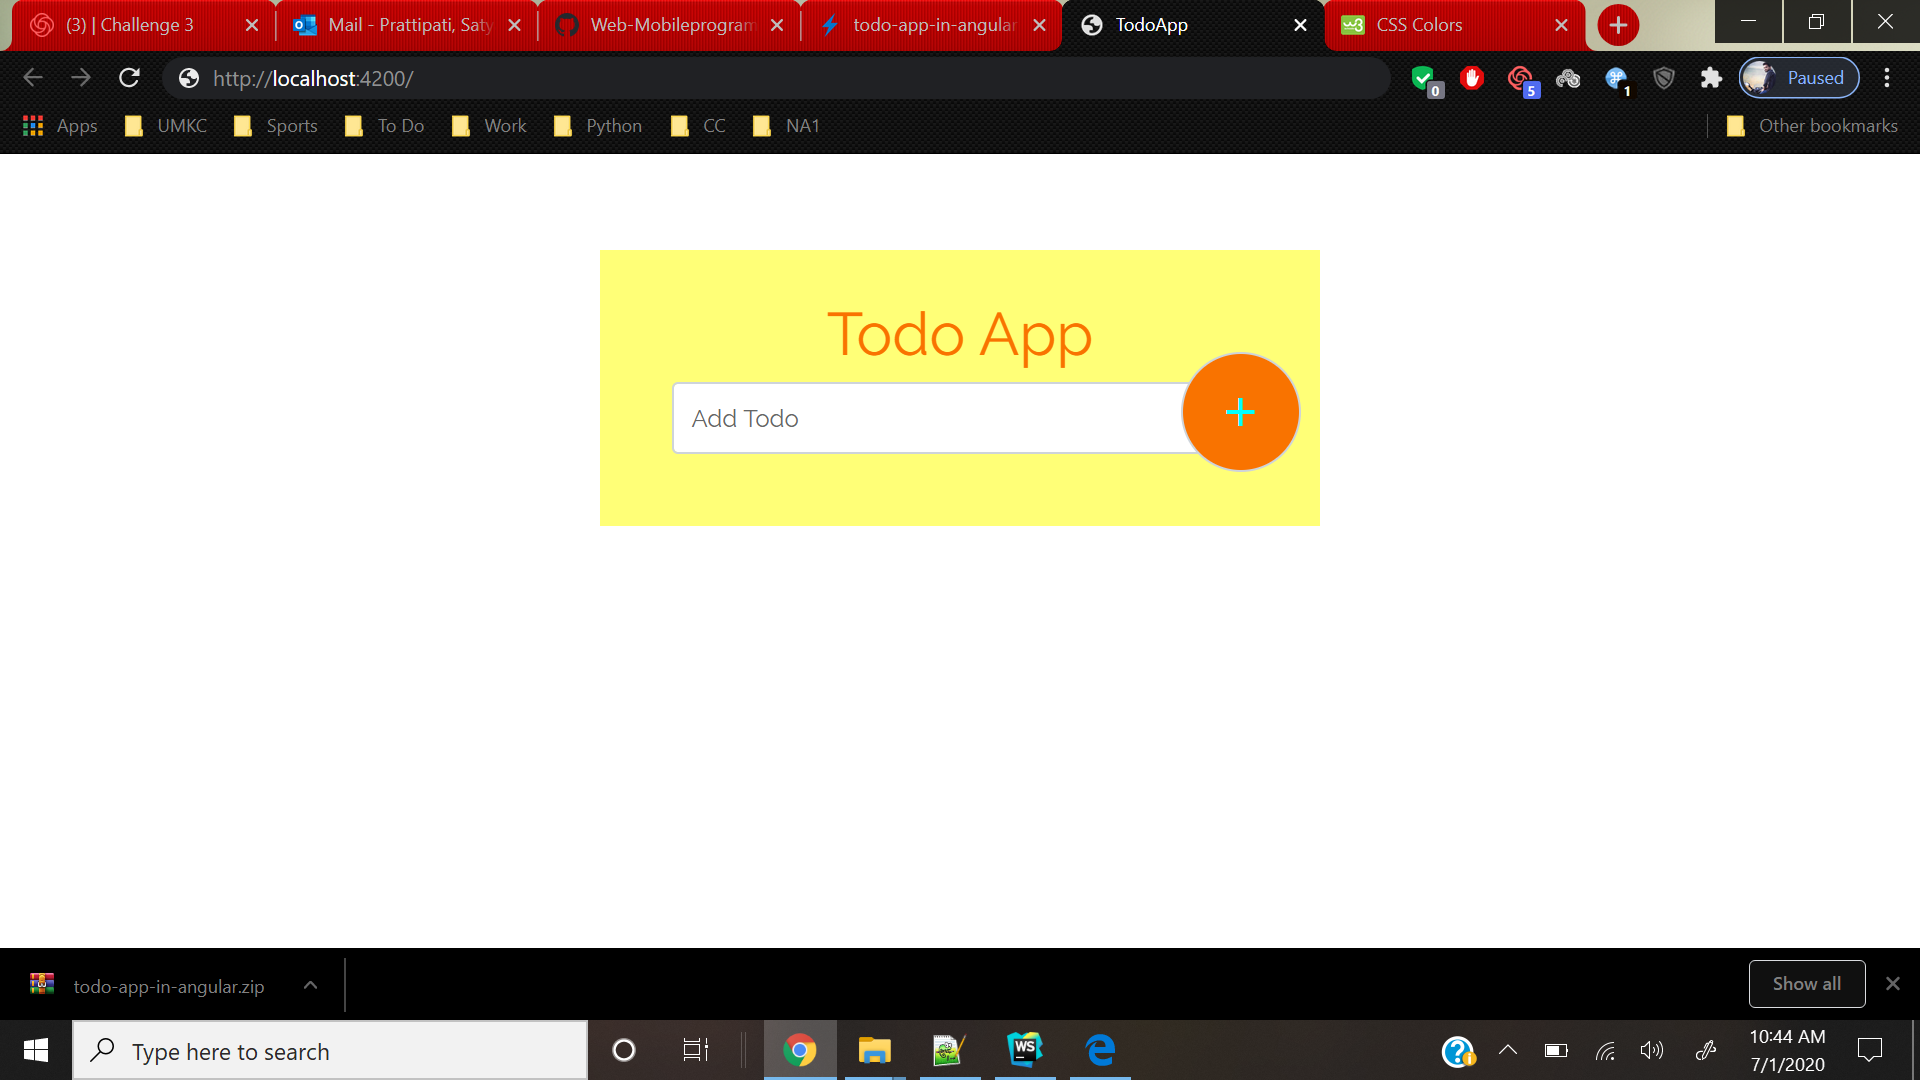 (3) | Challenge 3
Mail - Prattipati, Saty
Web-Mobileprogram
todo-app-in-angular
TodoApp
CSS Colors
http://localhost:4200/
0
5
1
Paused
Apps
UMKC
Sports
To Do
Work
Python
CC
NA1
Other bookmarks
Todo App
Add Todo
+
todo-app-in-angular.zip
Show all
Type here to search
WS
10:44 AM
7/1/2020